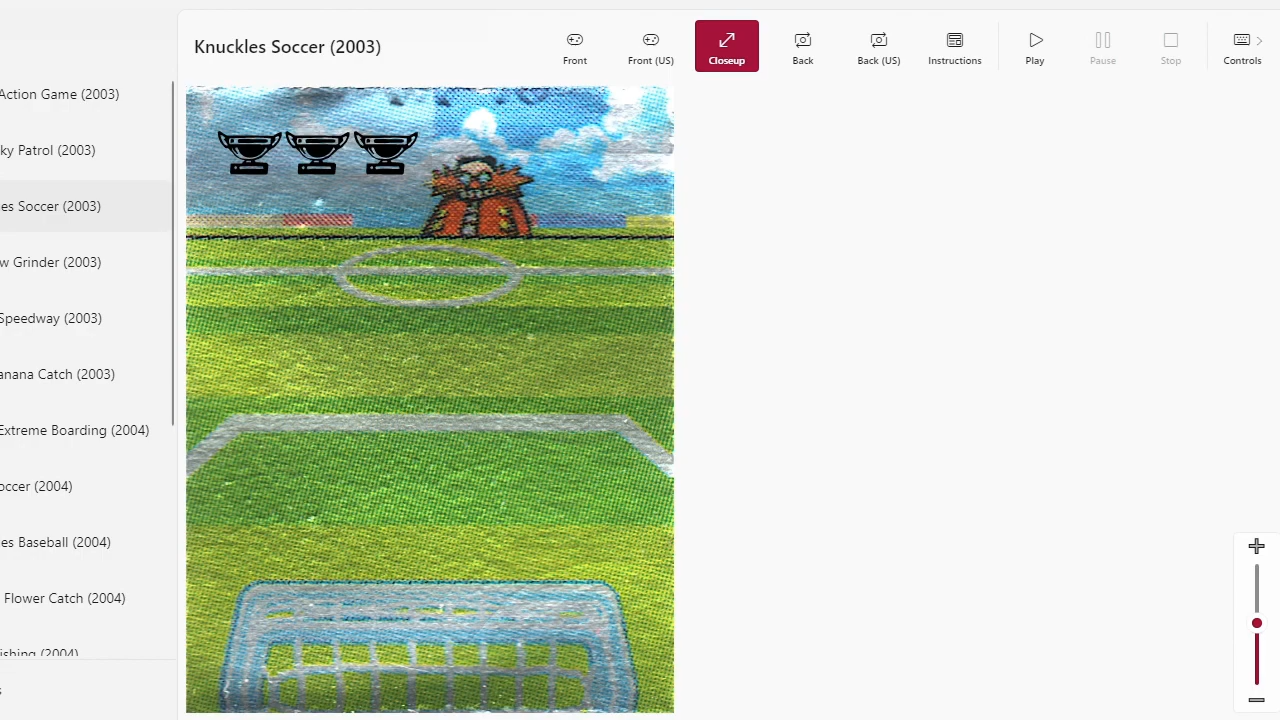 Knuckles Soccer (2003)
Front
Front (US)
Closeup
Back
Back (US)
Instructions
Play
Pause
Stop
Controls
Action Game (2003)
ky Patrol (2003)
es Soccer (2003)
w Grinder (2003)
Speedway (2003)
anana Catch (2003)
Extreme Boarding (2004)
occer (2004)
es Baseball (2004)
Flower Catch (2004)
ishing (2004)
s